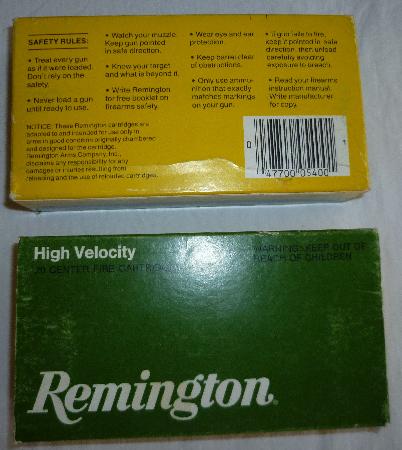 SAFETY RULES:
• Treat every gun
as if it were loaded.
Don't rely on the
safety.
• Never load a gun
until ready to use.
• Watch your muzzle.
Keep gun pointed
in safe direction.
• Know your target
and what is beyond it.
• Write Remington
for free booklet on
firearms safety.
• Wear eye and ear
protection.
• Keep barrel clear
of obstructions.
• Only use ammu-
nition that exactly
matches markings
on your gun.
• If gun fails to fire,
keep it pointed in safe
direction, then unload
carefully avoiding
exposure to breach.
• Read your firearms
instruction manual.
Write manufacturer
for copy.
NOTICE: These Remington cartridges are
adapted to and intended for use only in
arms in good condition originally chambered
and designed for the cartridge.
Remington Arms Company, Inc.,
disclaims any responsibility for any
damages or injuries resulting from
reloading and the use of reloaded cartridges.
0 47700 05400 7
High Velocity
20 CENTER FIRE CARTRIDGES
WARNING: KEEP OUT OF
REACH OF CHILDREN
Remington®